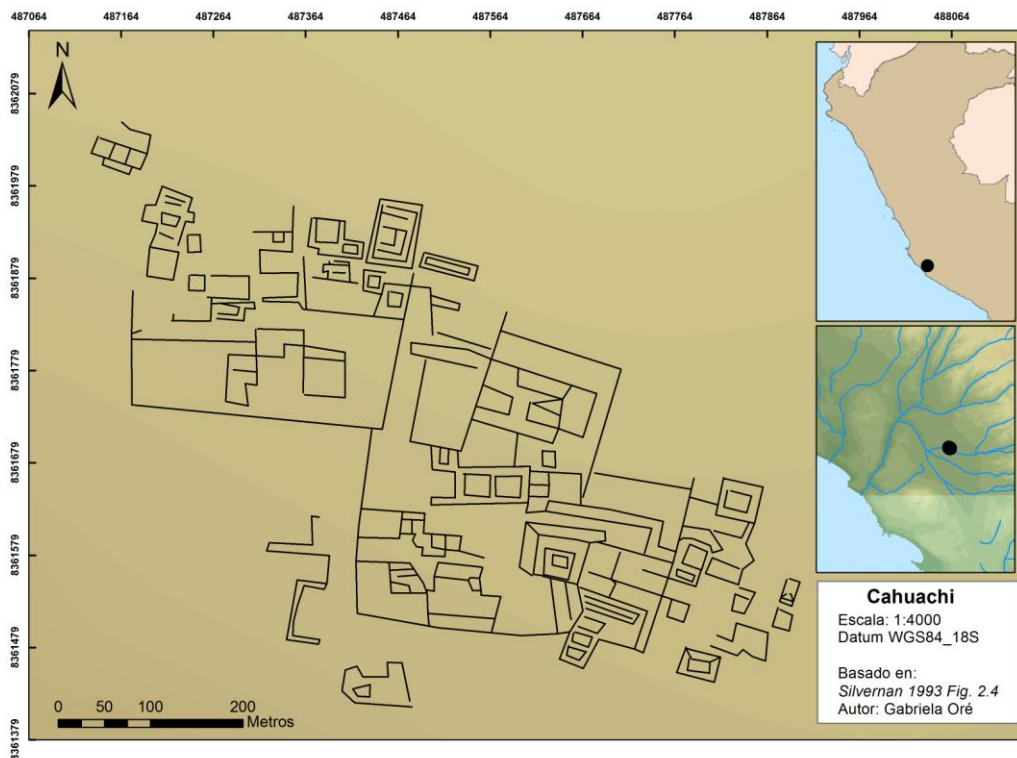 487064 487164 487264 487364 487464 487564 487664 487764 487864 487964 488064
8362079
8361979
8361879
8361779
8361679
8361579
8361479
8361379
N
0 50 100 200
Metros
Cahuachi
Escala: 1:4000
Datum WGS84_18S
Basado en:
Silvernan 1993 Fig. 2.4
Autor: Gabriela Oré